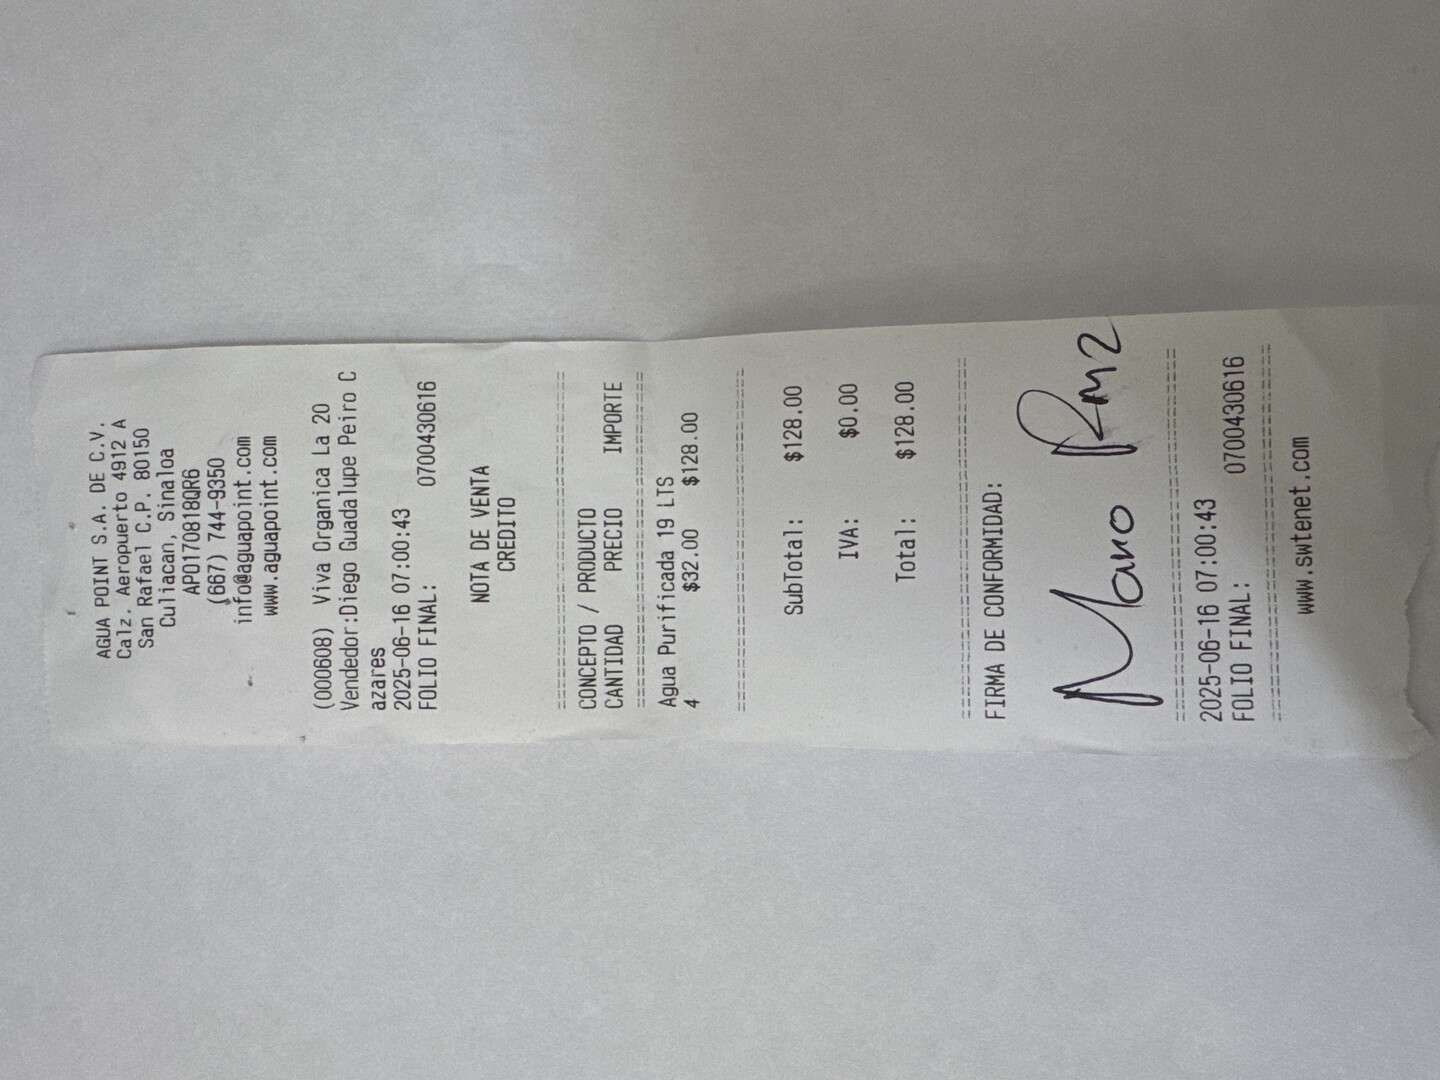 AGUA POINT S.A. DE C.V.
Calz. Aeropuerto 4912 A
San Rafael C.P. 80150
Culiacan, Sinaloa
APO170818QR6
(667) 744-9350
info@aguapoint.com
www.aguapoint.com
(000608) Viva Organica La 20
Vendedor:Diego Guadalupe Peiro C
azares
2025-06-16 07:00:43
FOLIO FINAL: 0700430616
NOTA DE VENTA
CREDITO
================================
CONCEPTO / PRODUCTO
CANTIDAD PRECIO IMPORTE
================================
Agua Purificada 19 LTS
4 $32.00 $128.00
================================
SubTotal: $128.00
IVA: $0.00
Total: $128.00
================================
FIRMA DE CONFORMIDAD:
Mario Rmz
================================
2025-06-16 07:00:43
FOLIO FINAL: 0700430616
================================
www.swtenet.com